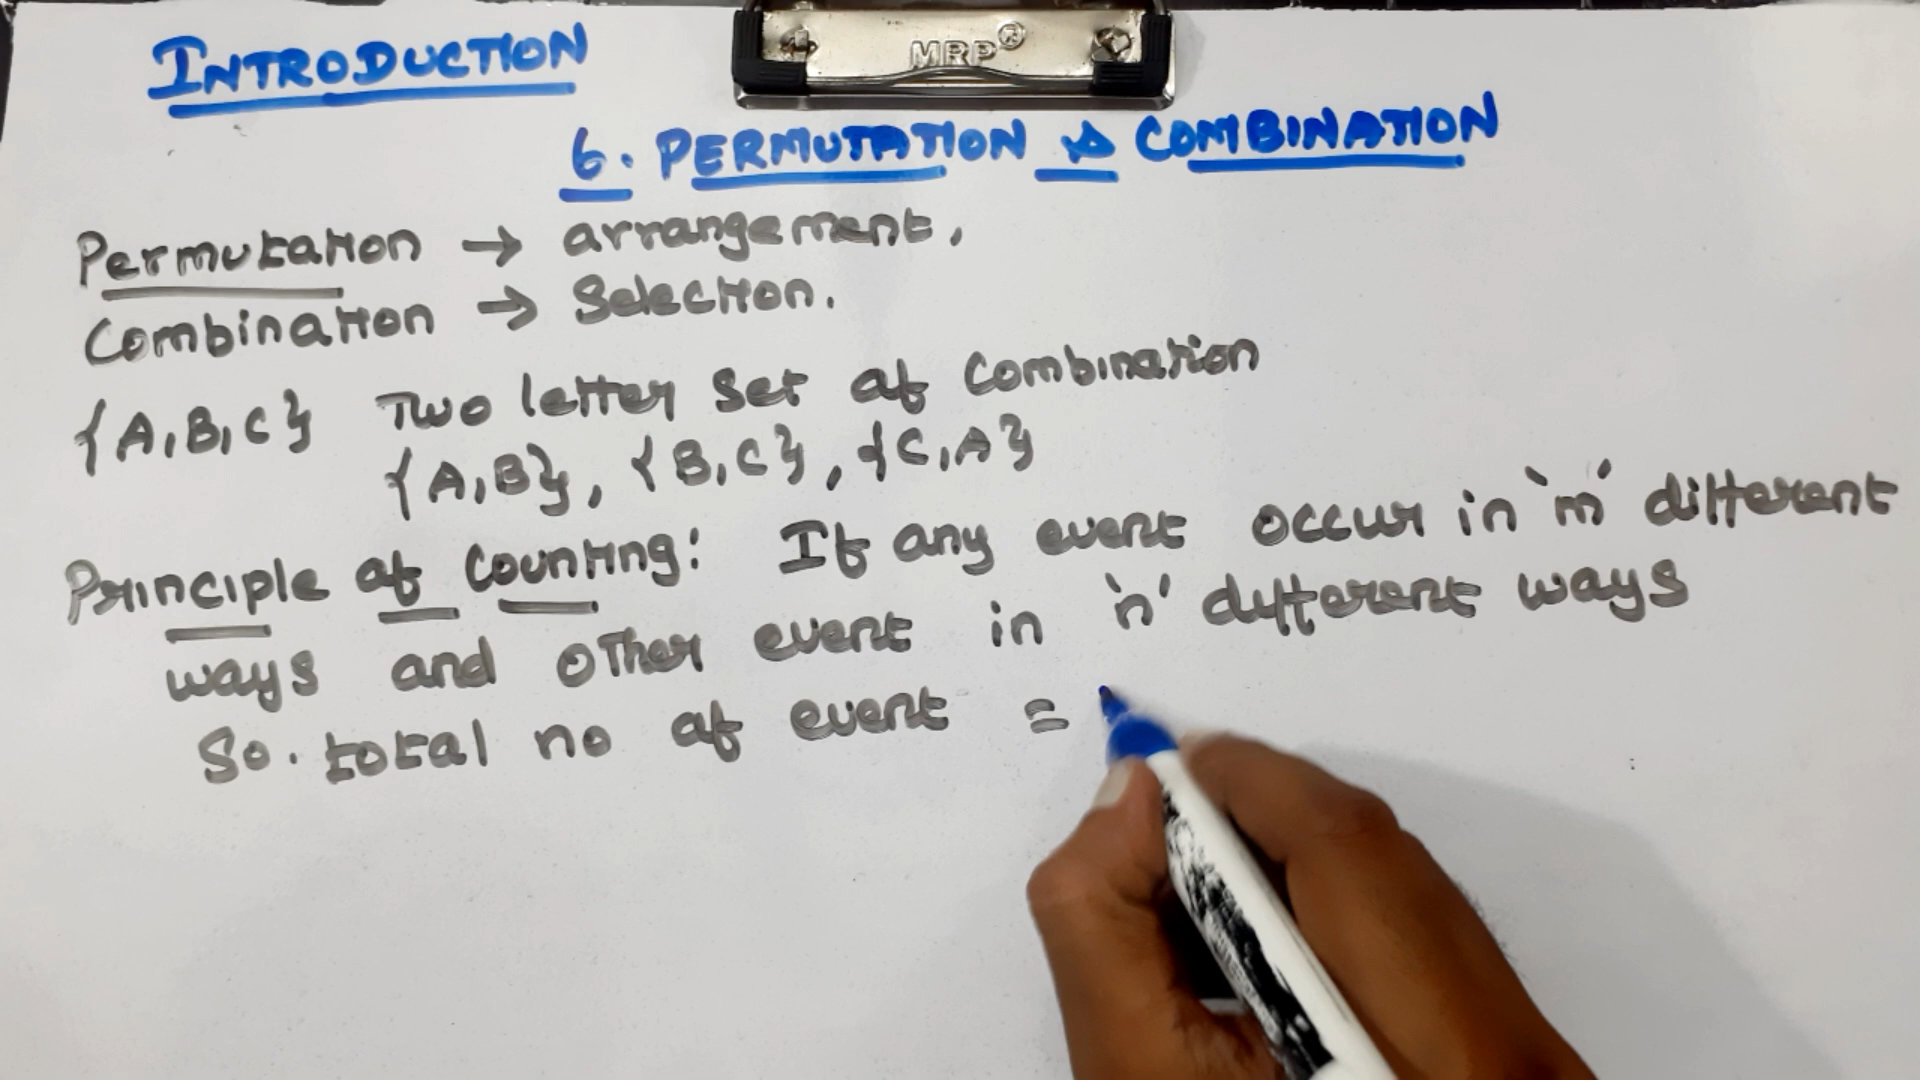 MRP®
INTRODUCTION
6. PERMUTATION & COMBINATION
Permutation → arrangement.
Combination → Selection.
{A,B,C} Two letter Set of Combination
{A,B}, {B,C}, {C,A}
Principle of Counting: If any event occur in 'm' different
ways and other event in 'n' different ways
So. total no of event =